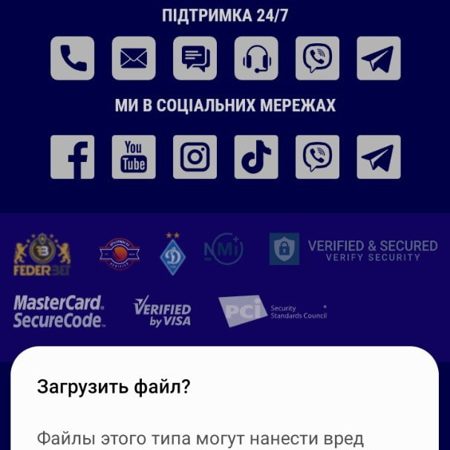 ПІДТРИМКА 24/7
You
Tube
МИ В СОЦІАЛЬНИХ МЕРЕЖАХ
FEDERBET
NMi
VERIFIED & SECURED
VERIFY SECURITY
MasterCard.
SecureCode.
VERIFIED
by VISA
PCI
Security
Standards Council
Загрузить файл?
Файлы этого типа могут нанести вред